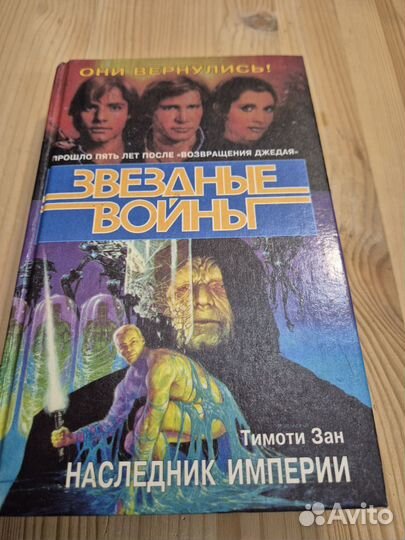 ОНИ ВЕРНУЛИСЬ!
ПРОШЛО ПЯТЬ ЛЕТ ПОСЛЕ «ВОЗВРАЩЕНИЯ ДЖЕДАЯ»
ЗВЕЗДНЫЕ
ВОЙНЫ
Тимоти Зан
НАСЛЕДНИК ИМПЕРИИ
Avito